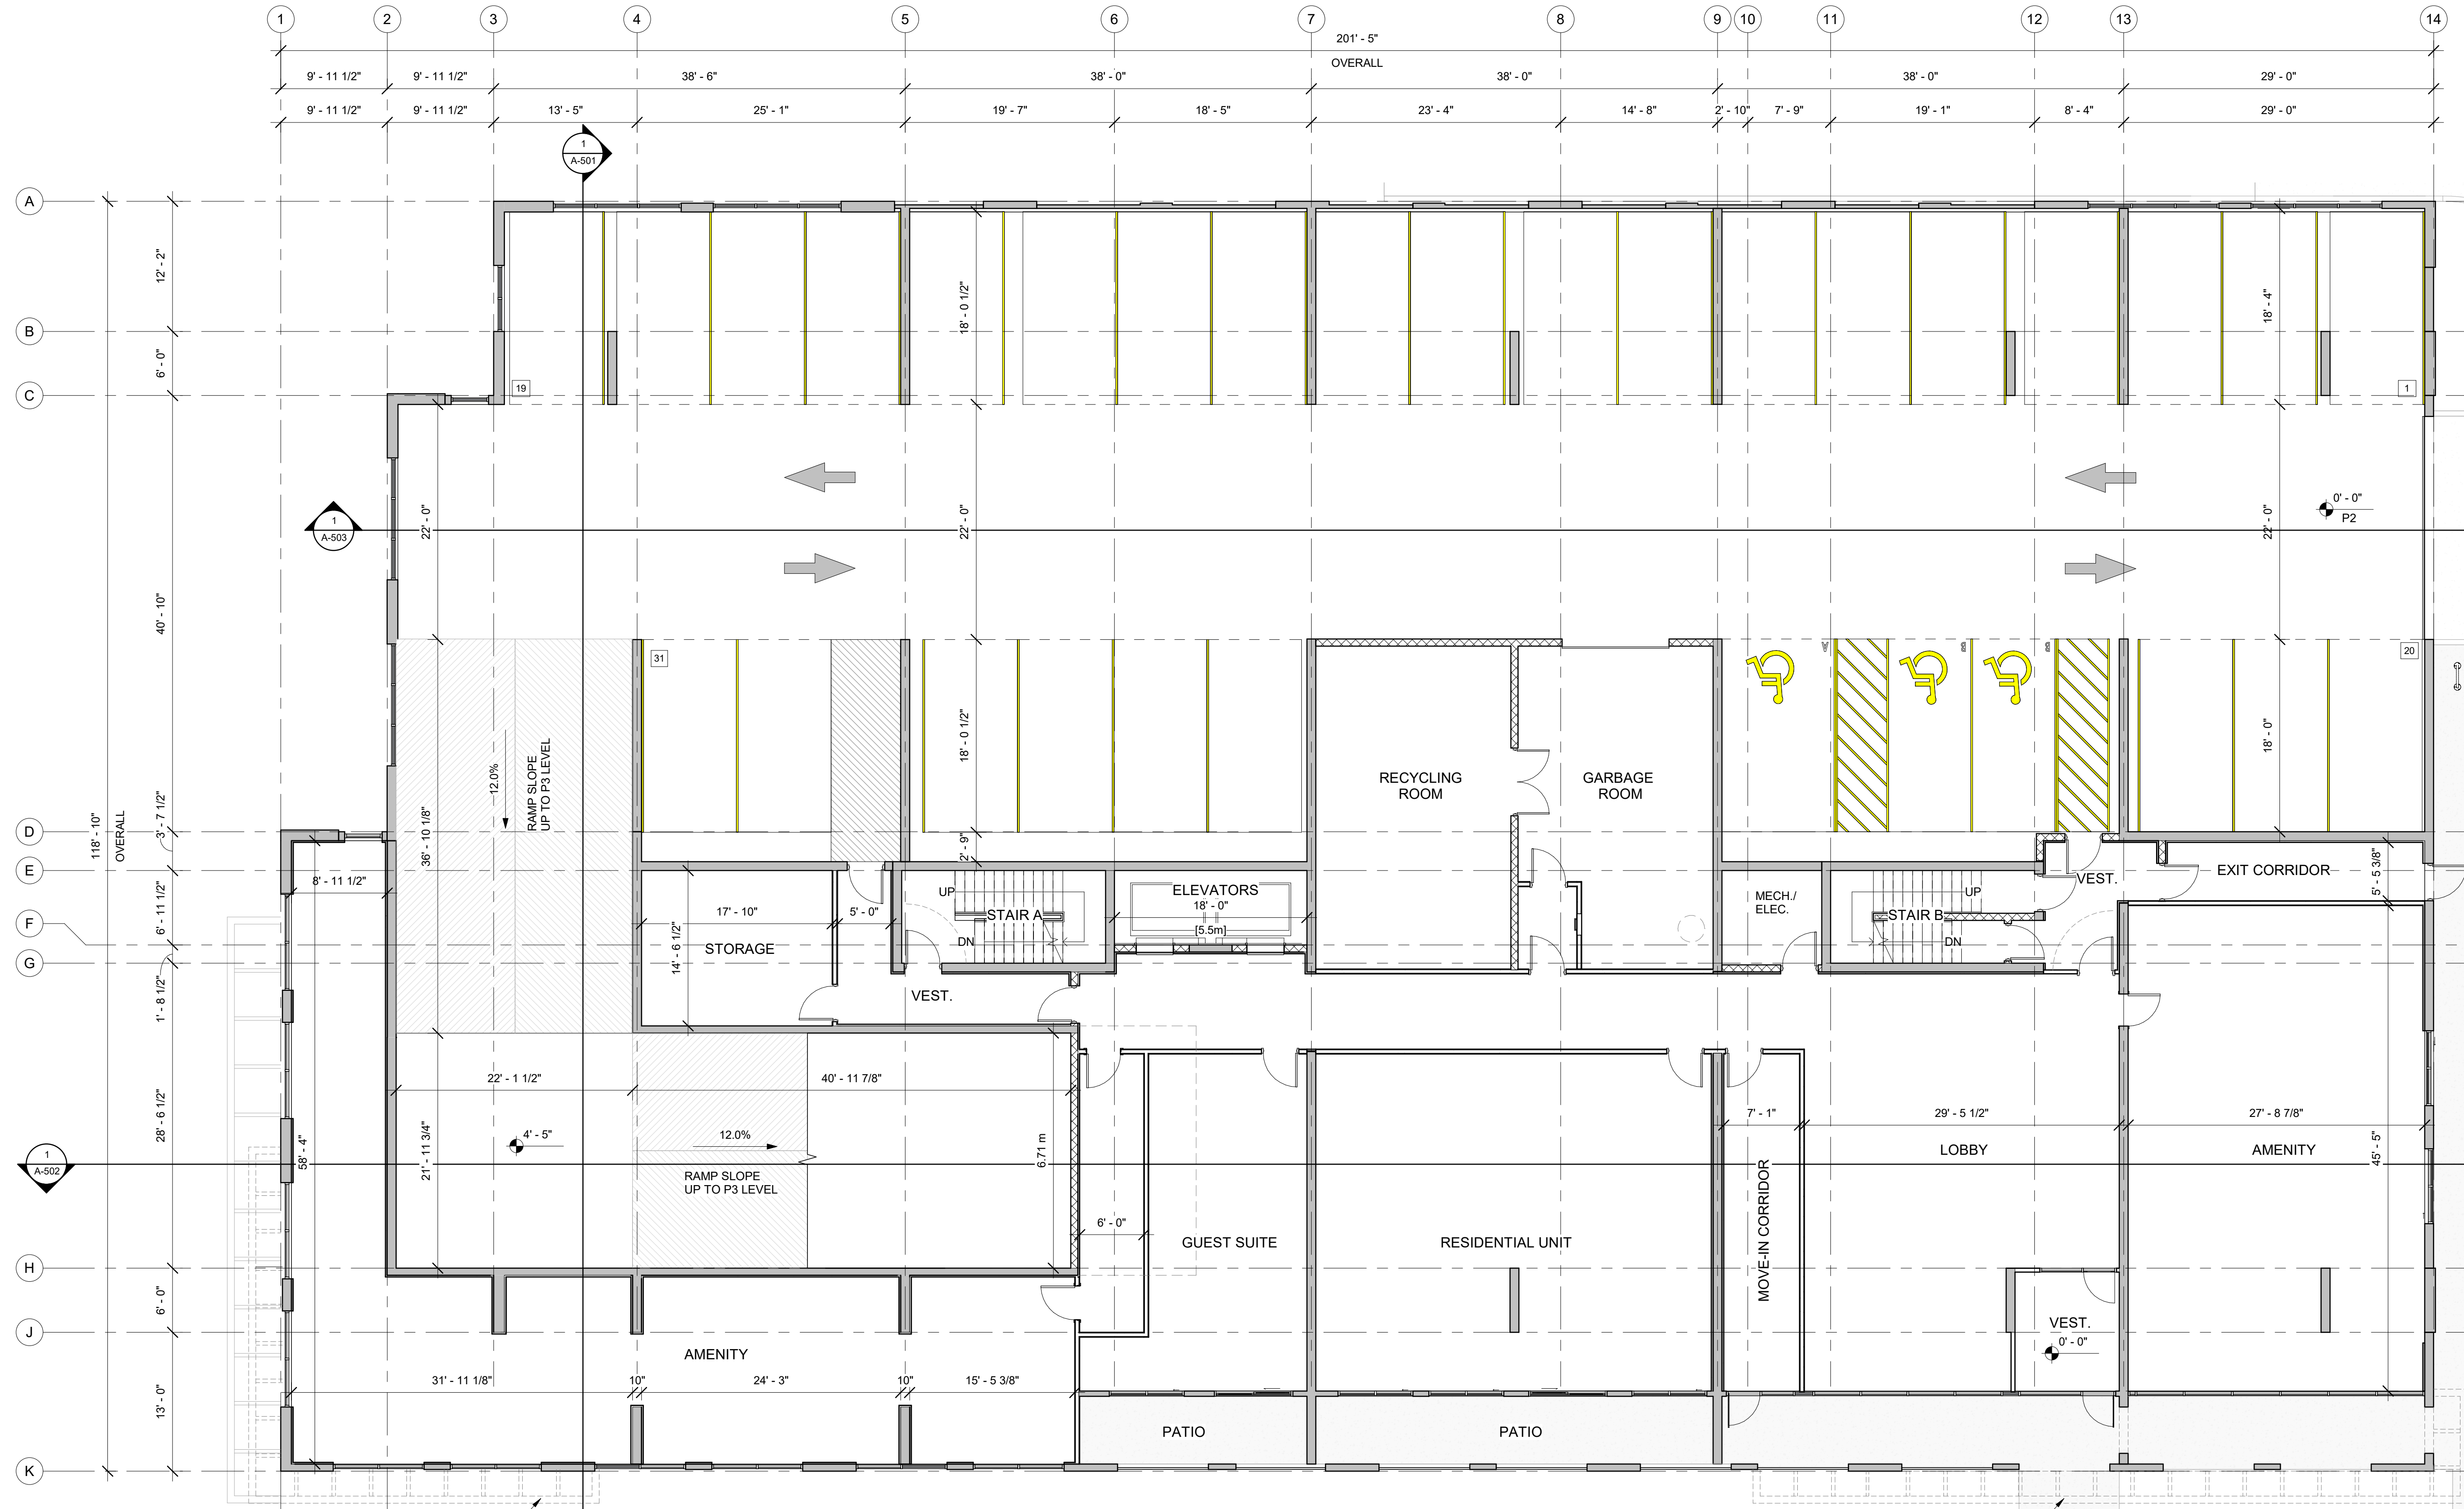 1 2 3 4 5 6 7 8 9 10 11 12 13 14
201' - 5"
OVERALL
9' - 11 1/2" 9' - 11 1/2" 38' - 6" 38' - 0" 38' - 0" 38' - 0" 29' - 0"
9' - 11 1/2" 9' - 11 1/2" 13' - 5" 25' - 1" 19' - 7" 18' - 5" 23' - 4" 14' - 8" 2' - 10" 7' - 9" 19' - 1" 8' - 4" 29' - 0"
1
A-501
A
12' - 2"
18' - 0 1/2"
18' - 4"
B
6' - 0"
19
1
C
22' - 0"
22' - 0"
22' - 0"
0' - 0"
P2
1
A-503
40' - 10"
31
20
A
B
B
12.0%
RAMP SLOPE
UP TO P3 LEVEL
18' - 0 1/2"
18' - 0"
RECYCLING
ROOM
GARBAGE
ROOM
D
118' - 10"
OVERALL
3' - 7 1/2"
36' - 10 1/8"
2' - 9"
E
8' - 11 1/2"
6' - 11 1/2"
17' - 10"
5' - 0"
UP
STAIR A
DN
ELEVATORS
18' - 0"
[5.5m]
MECH./
ELEC.
UP
STAIR B
DN
VEST.
EXIT CORRIDOR
5' - 5 3/8"
F
STORAGE
14' - 6 1/2"
G
1' - 8 1/2"
VEST.
22' - 1 1/2"
40' - 11 7/8"
28' - 6 1/2"
7' - 1"
29' - 5 1/2"
27' - 8 7/8"
4' - 5"
12.0%
RAMP SLOPE
UP TO P3 LEVEL
21' - 11 3/4"
6.71 m
58' - 4"
1
A-502
LOBBY
AMENITY
45' - 5"
MOVE-IN CORRIDOR
6' - 0"
GUEST SUITE
RESIDENTIAL UNIT
H
6' - 0"
J
VEST.
0' - 0"
AMENITY
31' - 11 1/8"
10"
24' - 3"
10"
15' - 5 3/8"
13' - 0"
PATIO
PATIO
K